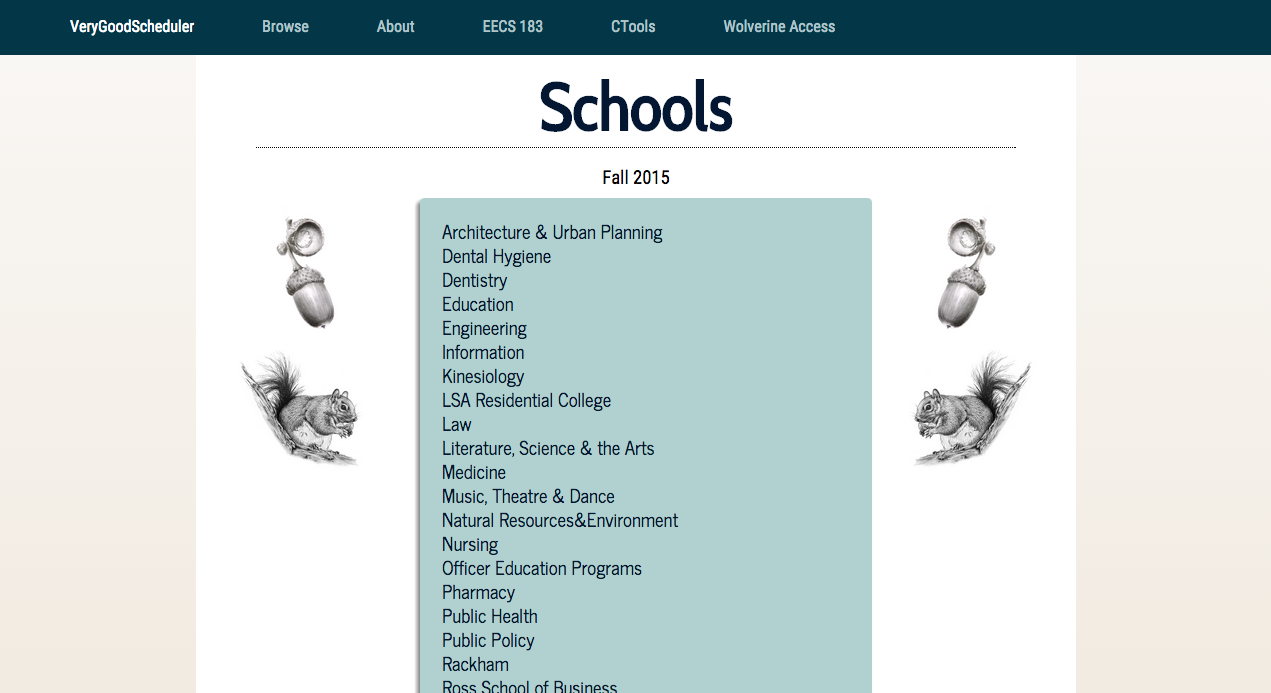 VeryGoodScheduler Browse About EECS 183 CTools Wolverine Access
Schools
Fall 2015
Architecture & Urban Planning
Dental Hygiene
Dentistry
Education
Engineering
Information
Kinesiology
LSA Residential College
Law
Literature, Science & the Arts
Medicine
Music, Theatre & Dance
Natural Resources&Environment
Nursing
Officer Education Programs
Pharmacy
Public Health
Public Policy
Rackham
Ross School of Business